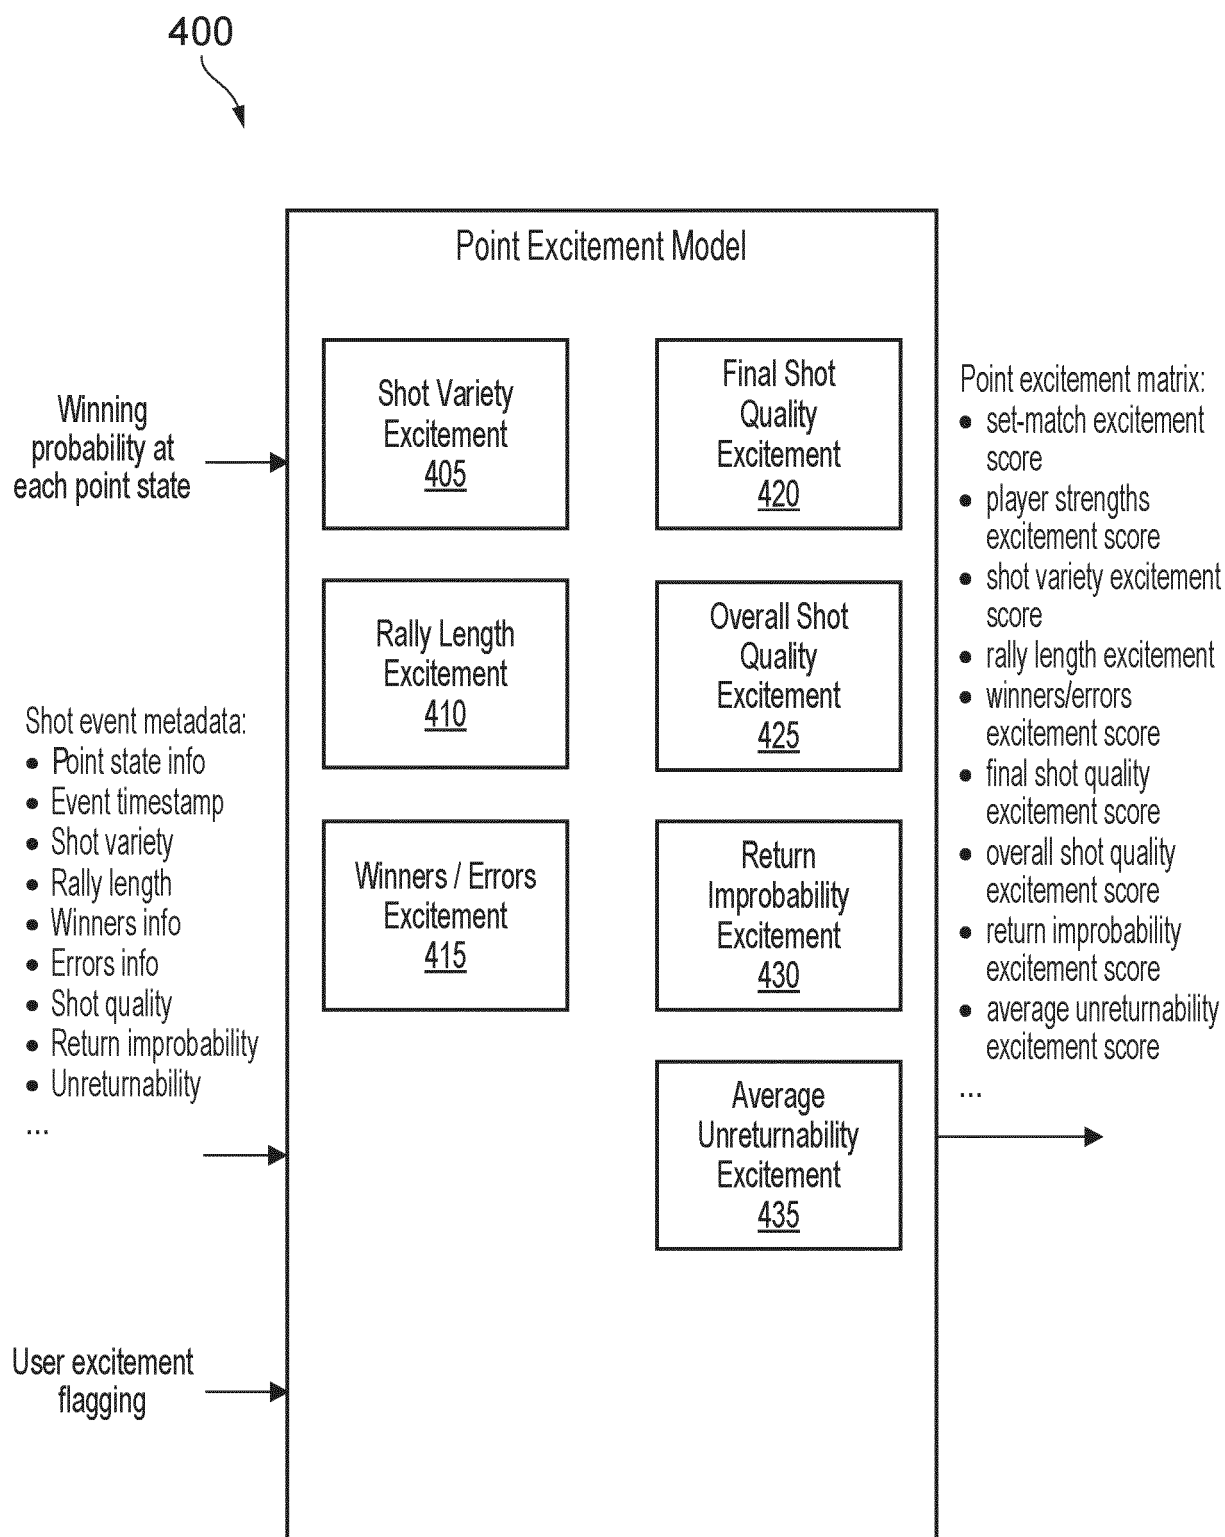 400
Point Excitement Model
Winning
probability at
each point state
Shot event metadata:
• Point state info
• Event timestamp
• Shot variety
• Rally length
• Winners info
• Errors info
• Shot quality
• Return improbability
• Unreturnability
...
User excitement
flagging
Shot Variety
Excitement
405
Rally Length
Excitement
410
Winners / Errors
Excitement
415
Final Shot
Quality
Excitement
420
Overall Shot
Quality
Excitement
425
Return
Improbability
Excitement
430
Average
Unreturnability
Excitement
435
Point excitement matrix:
• set-match excitement
score
• player strengths
excitement score
• shot variety excitement
score
• rally length excitement
• winners/errors
excitement score
• final shot quality
excitement score
• overall shot quality
excitement score
• return improbability
excitement score
• average unreturnability
excitement score
...